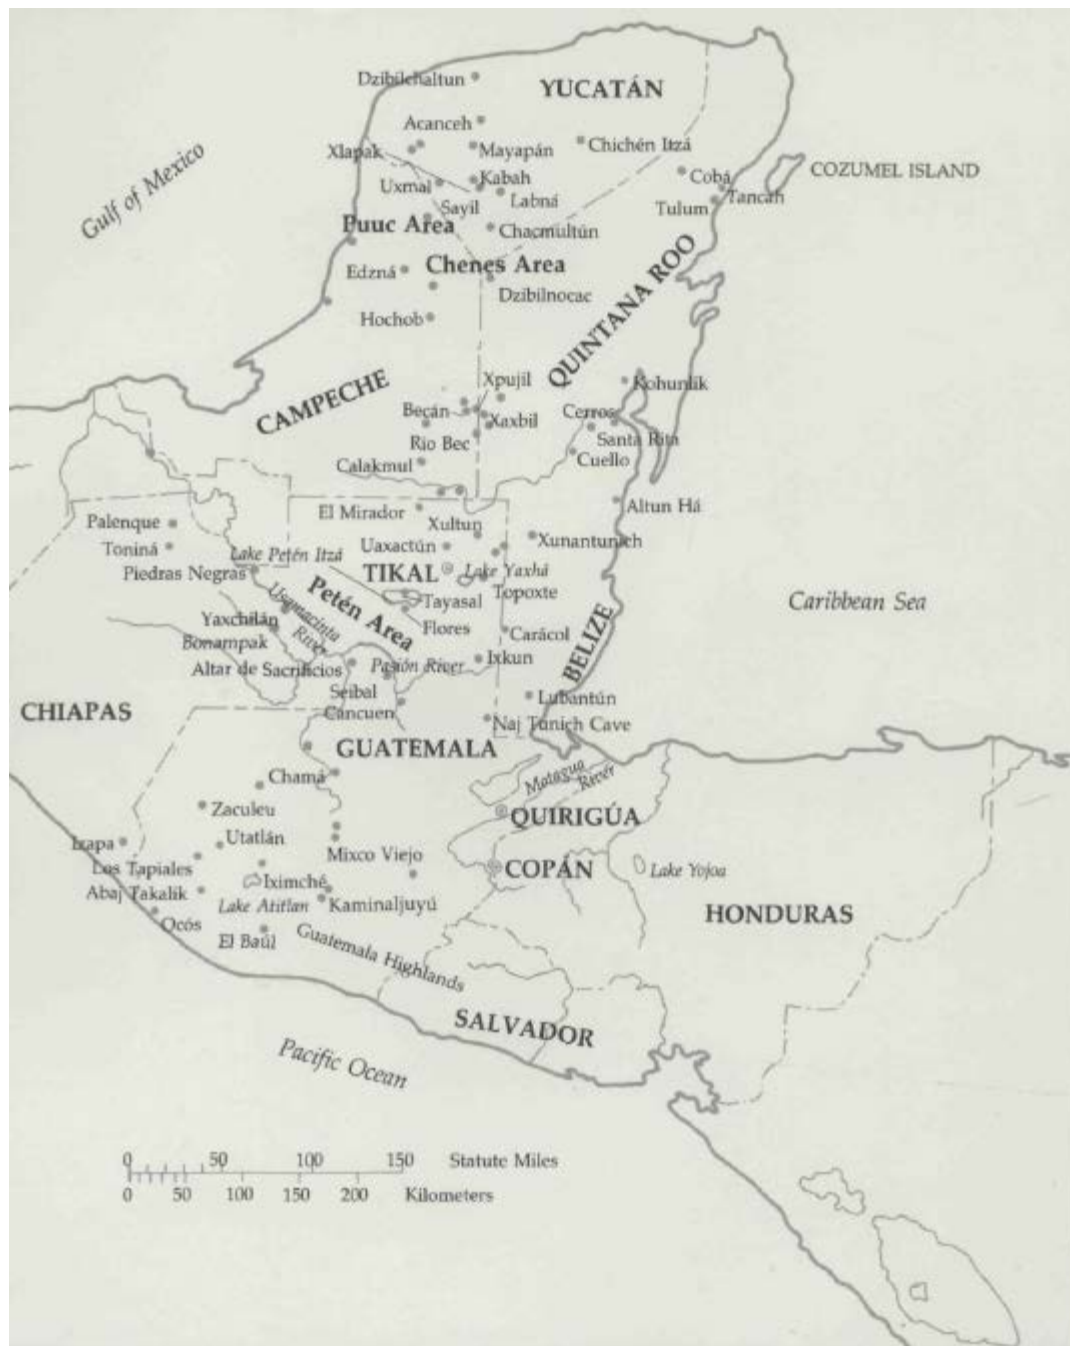 Dzibilchaltun
YUCATÁN
Acanceh
Chichén Itzá
Xlapak
Mayapán
Gulf of Mexico
COZUMEL ISLAND
Kabah
Cobá
Uxmal
Labná
Tancah
Sayil
Tulum
Puuc Area
Chacmultún
Edzná
Chenes Area
QUINTANA ROO
Dzibilnocac
Hochob
Xpujil
Kohunlik
CAMPECHE
Becán
Xaxbil
Cerros
Rio Bec
Santa Rita
Cuello
Calakmul
Altun Há
El Mirador
Xultun
Palenque
Xunantunich
Toniná
Lake Petén Itzá
Uaxactún
Piedras Negras
TIKAL
Lake Yaxhá
Topoxte
Petén Area
Tayasal
Usumacinta
River
Caribbean Sea
Yaxchilán
Flores
Carácol
Bonampak
BELIZE
Altar de Sacrificios
Pasión River
Ixkun
Seibal
Lubantún
Cancuen
CHIAPAS
Naj Tunich Cave
GUATEMALA
Chamá
Motagua
River
Zaculeu
QUIRIGÚA
Utatlán
Izapa
Mixco Viejo
Los Tapiales
COPÁN
Lake Yojoa
Iximché
Abaj Takalik
Lake Atitlan
Kaminaljuyú
HONDURAS
Ocós
El Baúl
Guatemala Highlands
SALVADOR
Pacific Ocean
0 50 100 150 Statute Miles
0 50 100 150 200 Kilometers